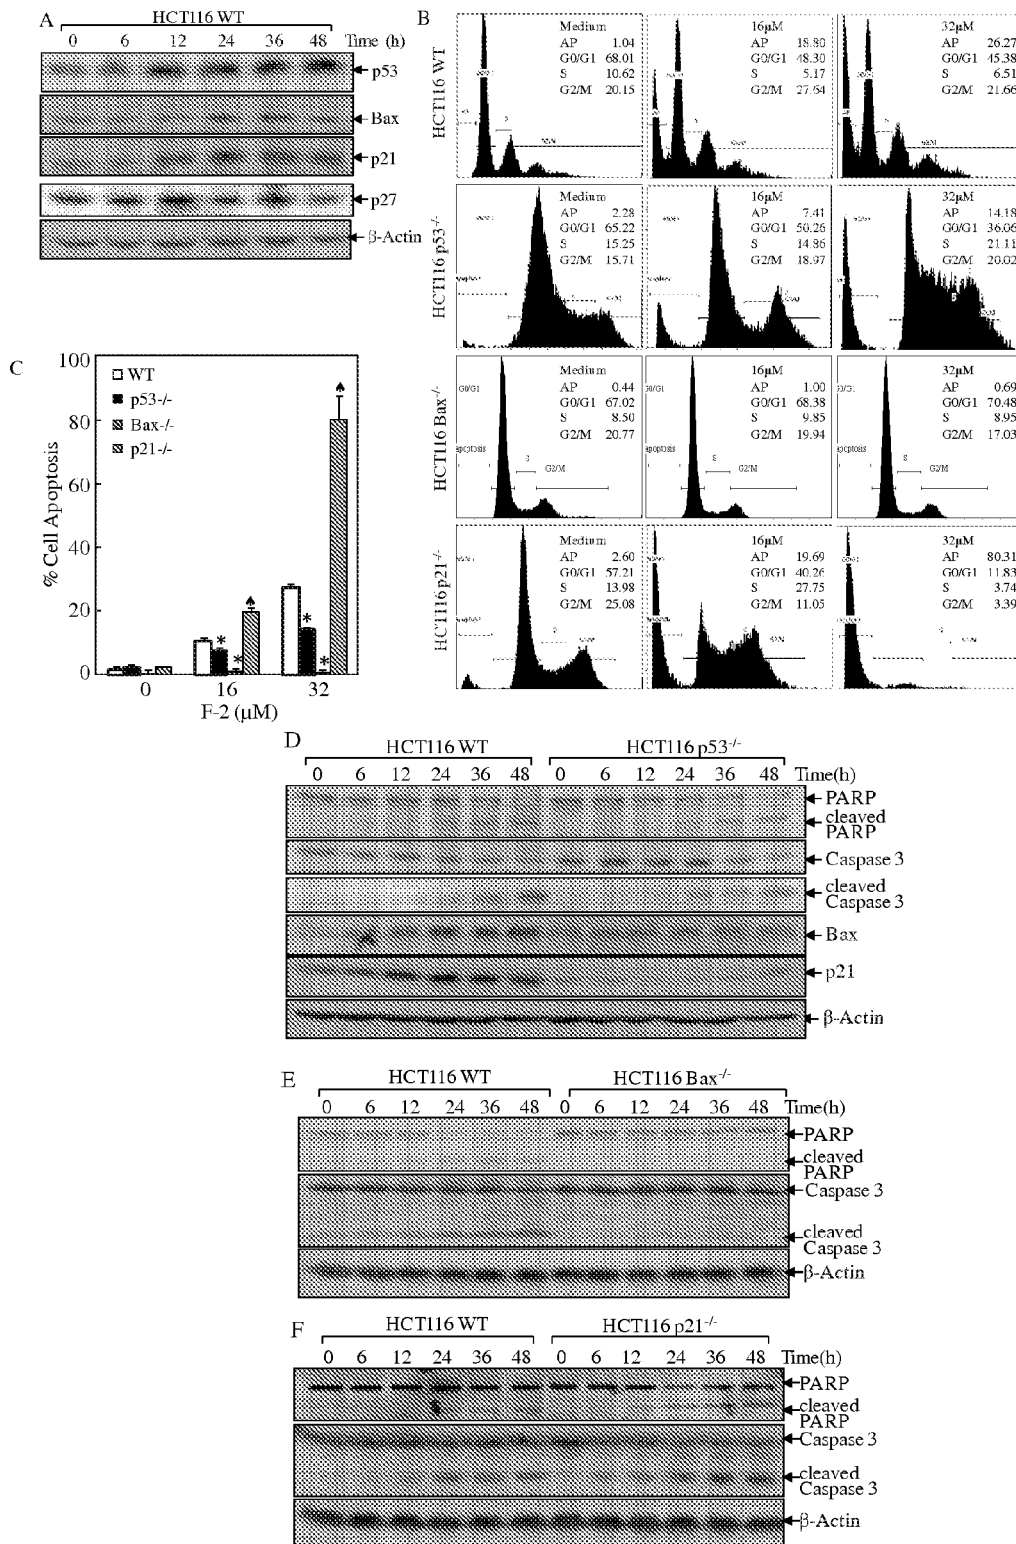 A
HCT116 WT
0 6 12 24 36 48 Time (h)
p53
Bax
p21
p27
β-Actin
B
HCT116 WT
Medium
AP 1.04
G0/G1 68.01
S 10.62
G2/M 20.15
16μM
AP 18.80
G0/G1 48.30
S 5.17
G2/M 27.64
32μM
AP 26.27
G0/G1 45.38
S 6.51
G2/M 21.66
HCT116 p53-/-
Medium
AP 2.28
G0/G1 65.22
S 15.25
G2/M 15.71
16μM
AP 7.41
G0/G1 50.26
S 14.86
G2/M 18.97
32μM
AP 14.18
G0/G1 36.06
S 21.11
G2/M 20.02
HCT116 Bax-/-
Medium
AP 0.44
G0/G1 67.02
S 8.50
G2/M 20.77
G0/G1
apoptosis
S
G2/M
16μM
AP 1.00
G0/G1 68.38
S 9.85
G2/M 19.94
G0/G1
apoptosis
S
G2/M
32μM
AP 0.69
G0/G1 70.48
S 8.95
G2/M 17.03
G0/G1
apoptosis
S
G2/M
HCT116 p21-/-
Medium
AP 2.60
G0/G1 57.21
S 13.98
G2/M 25.08
16μM
AP 19.69
G0/G1 40.26
S 27.75
G2/M 11.05
32μM
AP 80.31
G0/G1 11.83
S 3.74
G2/M 3.39
C
% Cell Apoptosis
100
80
60
40
20
0
WT
p53-/-
Bax-/-
p21-/-
* * ♠
* * ♠
0 16 32
F-2 (μM)
D
HCT116 WT HCT116 p53-/-
0 6 12 24 36 48 0 6 12 24 36 48 Time(h)
PARP
cleaved
PARP
Caspase 3
cleaved
Caspase 3
Bax
p21
β-Actin
E
HCT116 WT HCT116 Bax-/-
0 6 12 24 36 48 0 6 12 24 36 48 Time(h)
PARP
cleaved
PARP
Caspase 3
cleaved
Caspase 3
β-Actin
F
HCT116 WT HCT116 p21-/-
0 6 12 24 36 48 0 6 12 24 36 48 Time(h)
PARP
cleaved
PARP
Caspase 3
cleaved
Caspase 3
β-Actin